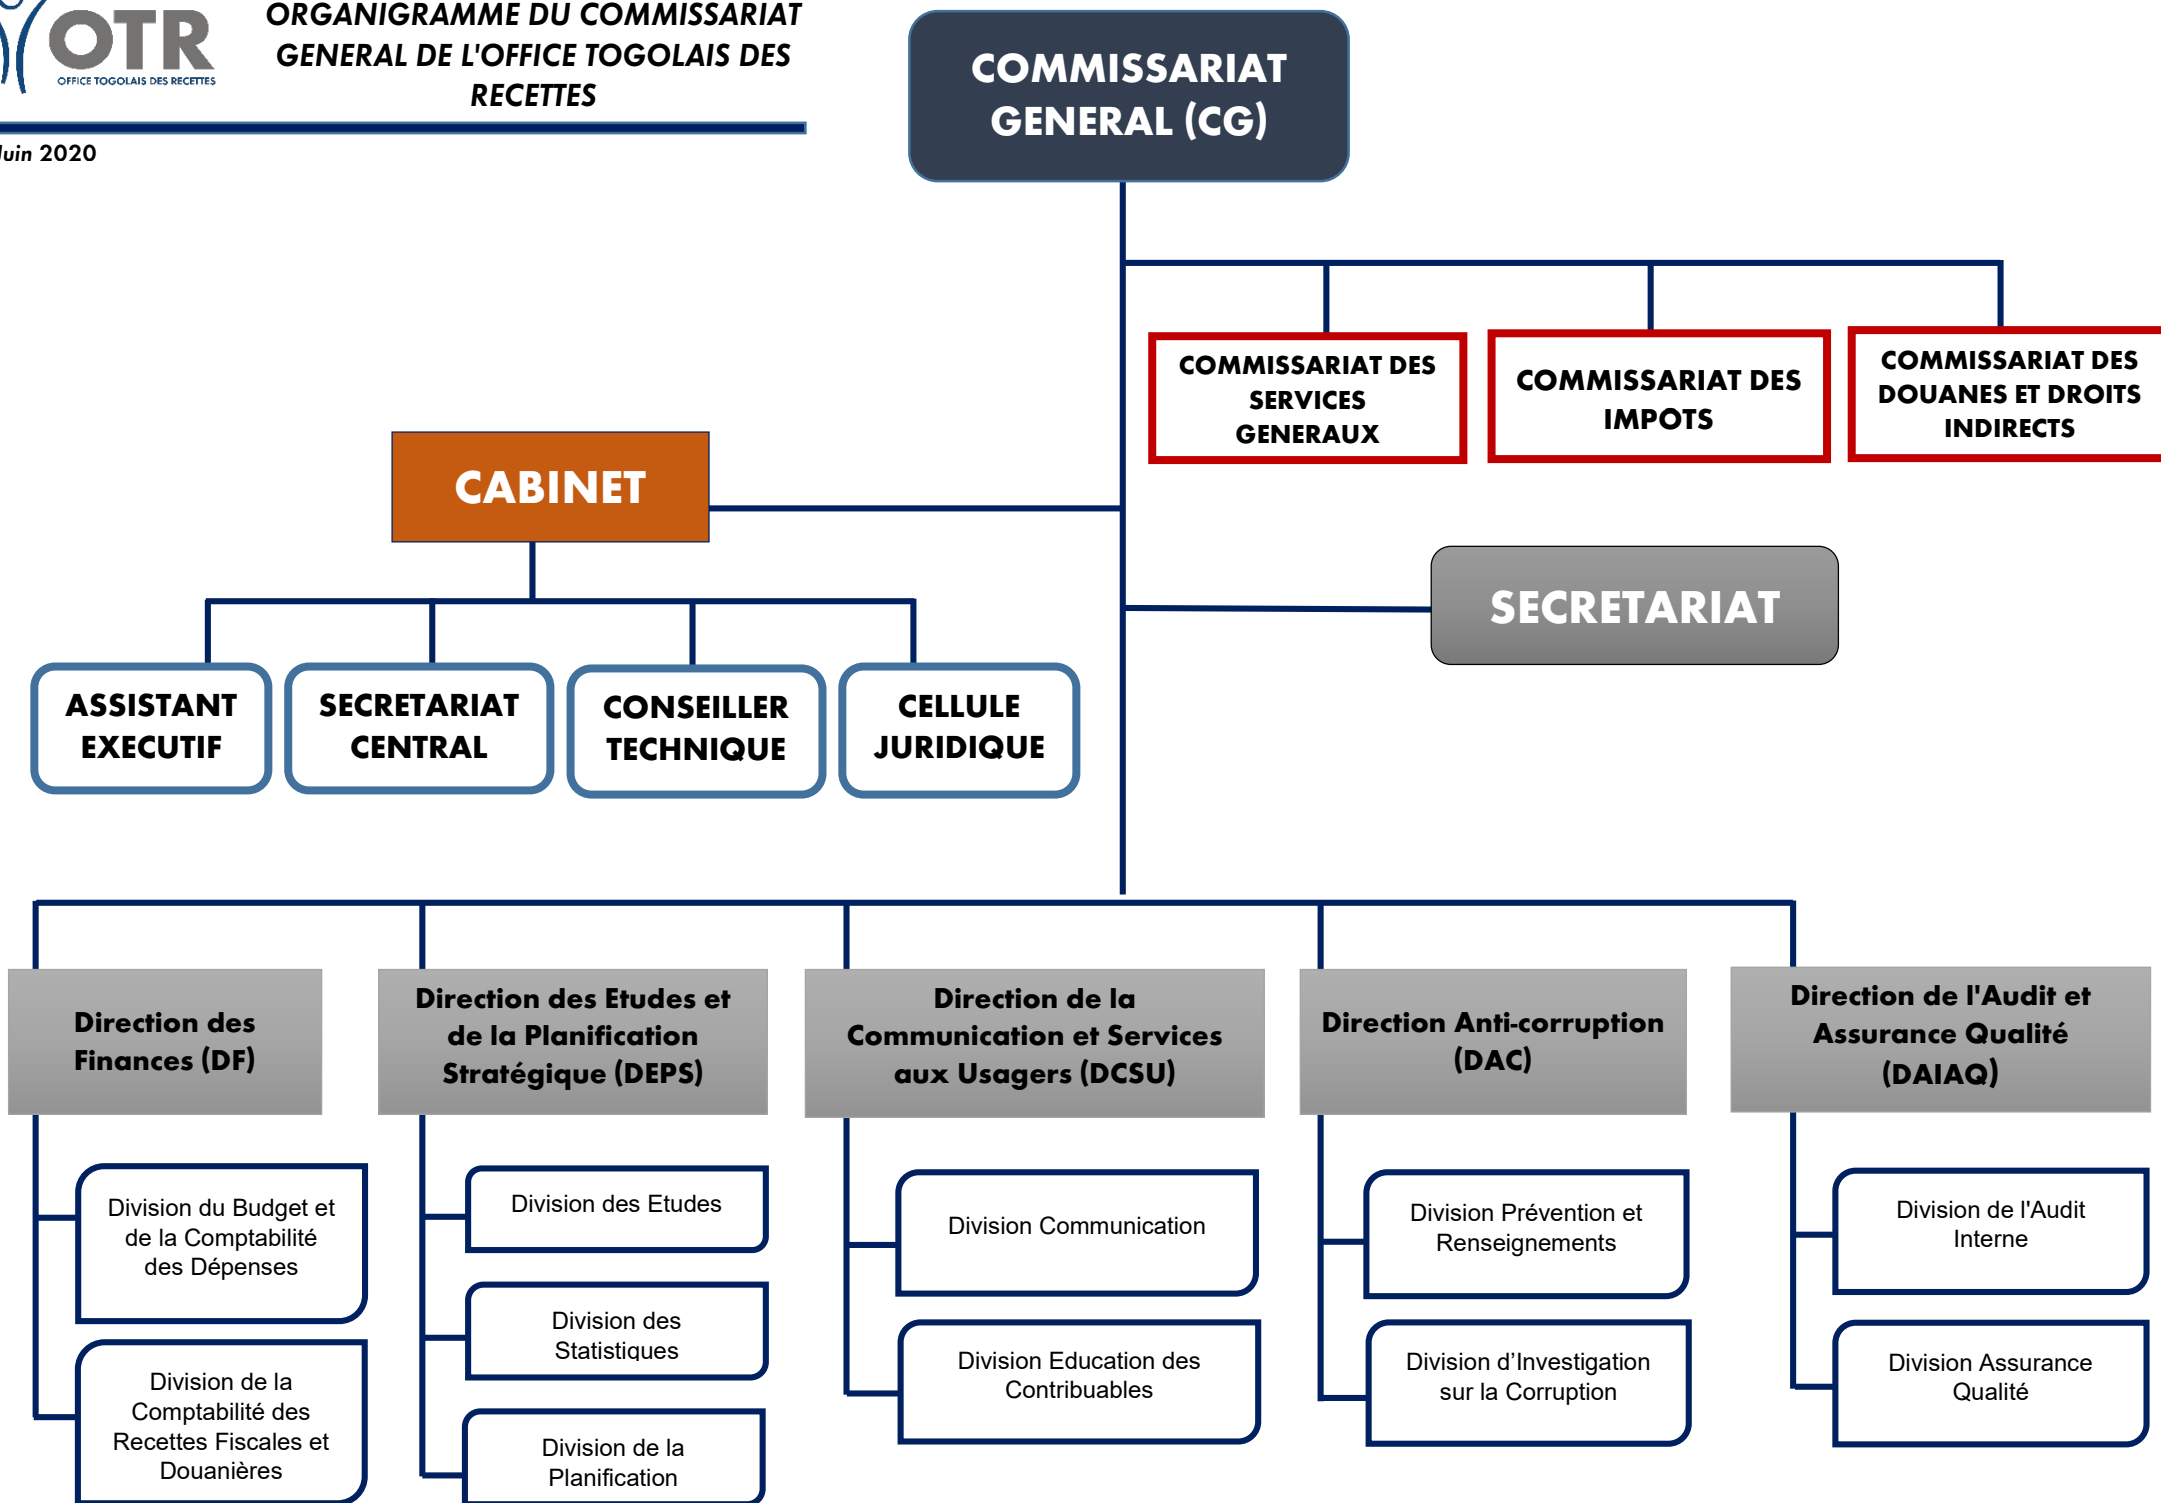 OTR
OFFICE TOGOLAIS DES RECETTES
ORGANIGRAMME DU COMMISSARIAT
GENERAL DE L'OFFICE TOGOLAIS DES
RECETTES
Juin 2020
COMMISSARIAT
GENERAL (CG)
COMMISSARIAT DES
SERVICES
GENERAUX
COMMISSARIAT DES
IMPOTS
COMMISSARIAT DES
DOUANES ET DROITS
INDIRECTS
CABINET
SECRETARIAT
ASSISTANT
EXECUTIF
SECRETARIAT
CENTRAL
CONSEILLER
TECHNIQUE
CELLULE
JURIDIQUE
Direction des
Finances (DF)
Direction des Etudes et
de la Planification
Stratégique (DEPS)
Direction de la
Communication et Services
aux Usagers (DCSU)
Direction Anti-corruption
(DAC)
Direction de l'Audit et
Assurance Qualité
(DAIAQ)
Division du Budget et
de la Comptabilité
des Dépenses
Division de la
Comptabilité des
Recettes Fiscales et
Douanières
Division des Etudes
Division des
Statistiques
Division de la
Planification
Division Communication
Division Education des
Contribuables
Division Prévention et
Renseignements
Division d’Investigation
sur la Corruption
Division de l'Audit
Interne
Division Assurance
Qualité